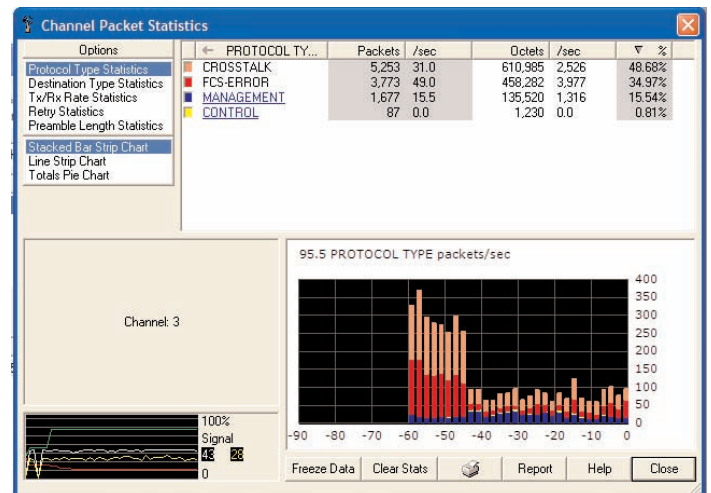 Channel Packet Statistics
Options
Protocol Type Statistics
Destination Type Statistics
Tx/Rx Rate Statistics
Retry Statistics
Preamble Length Statistics
Stacked Bar Strip Chart
Line Strip Chart
Totals Pie Chart
← PROTOCOL TY... Packets /sec Octets /sec ∇ %
CROSSTALK 5,253 31.0 610,985 2,526 48.68%
FCS-ERROR 3,773 49.0 458,282 3,977 34.97%
MANAGEMENT 1,677 15.5 135,520 1,316 15.54%
CONTROL 87 0.0 1,230 0.0 0.81%
Channel: 3
95.5 PROTOCOL TYPE packets/sec
400
350
300
250
200
150
100
50
0
-90 -80 -70 -60 -50 -40 -30 -20 -10 0
100%
Signal
43 28
0
Freeze Data Clear Stats Report Help Close